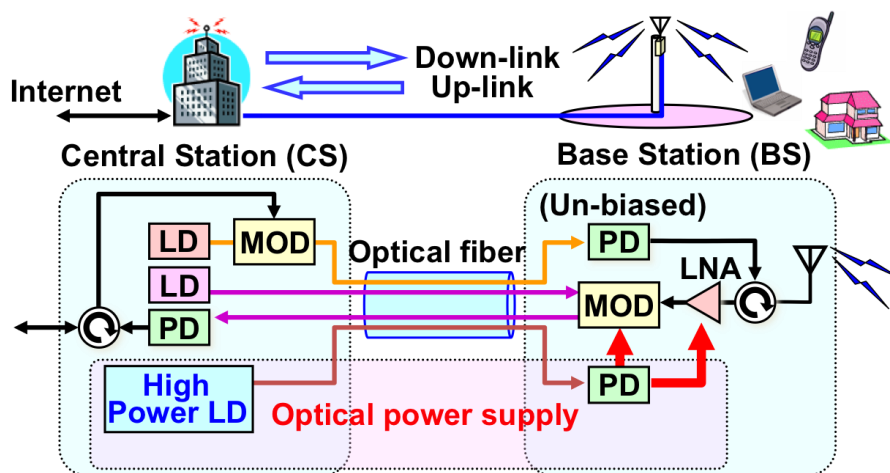 Down-link
Up-link
Internet
Central Station (CS)
Base Station (BS)
(Un-biased)
LD
MOD
Optical fiber
PD
LNA
LD
MOD
PD
High
Power LD
Optical power supply
PD